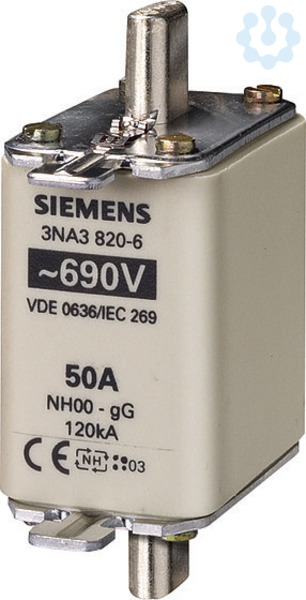 SIEMENS
3NA3 820-6
~690V
VDE 0636/IEC 269
50A
NH00 - gG
120kA
CE NH 03